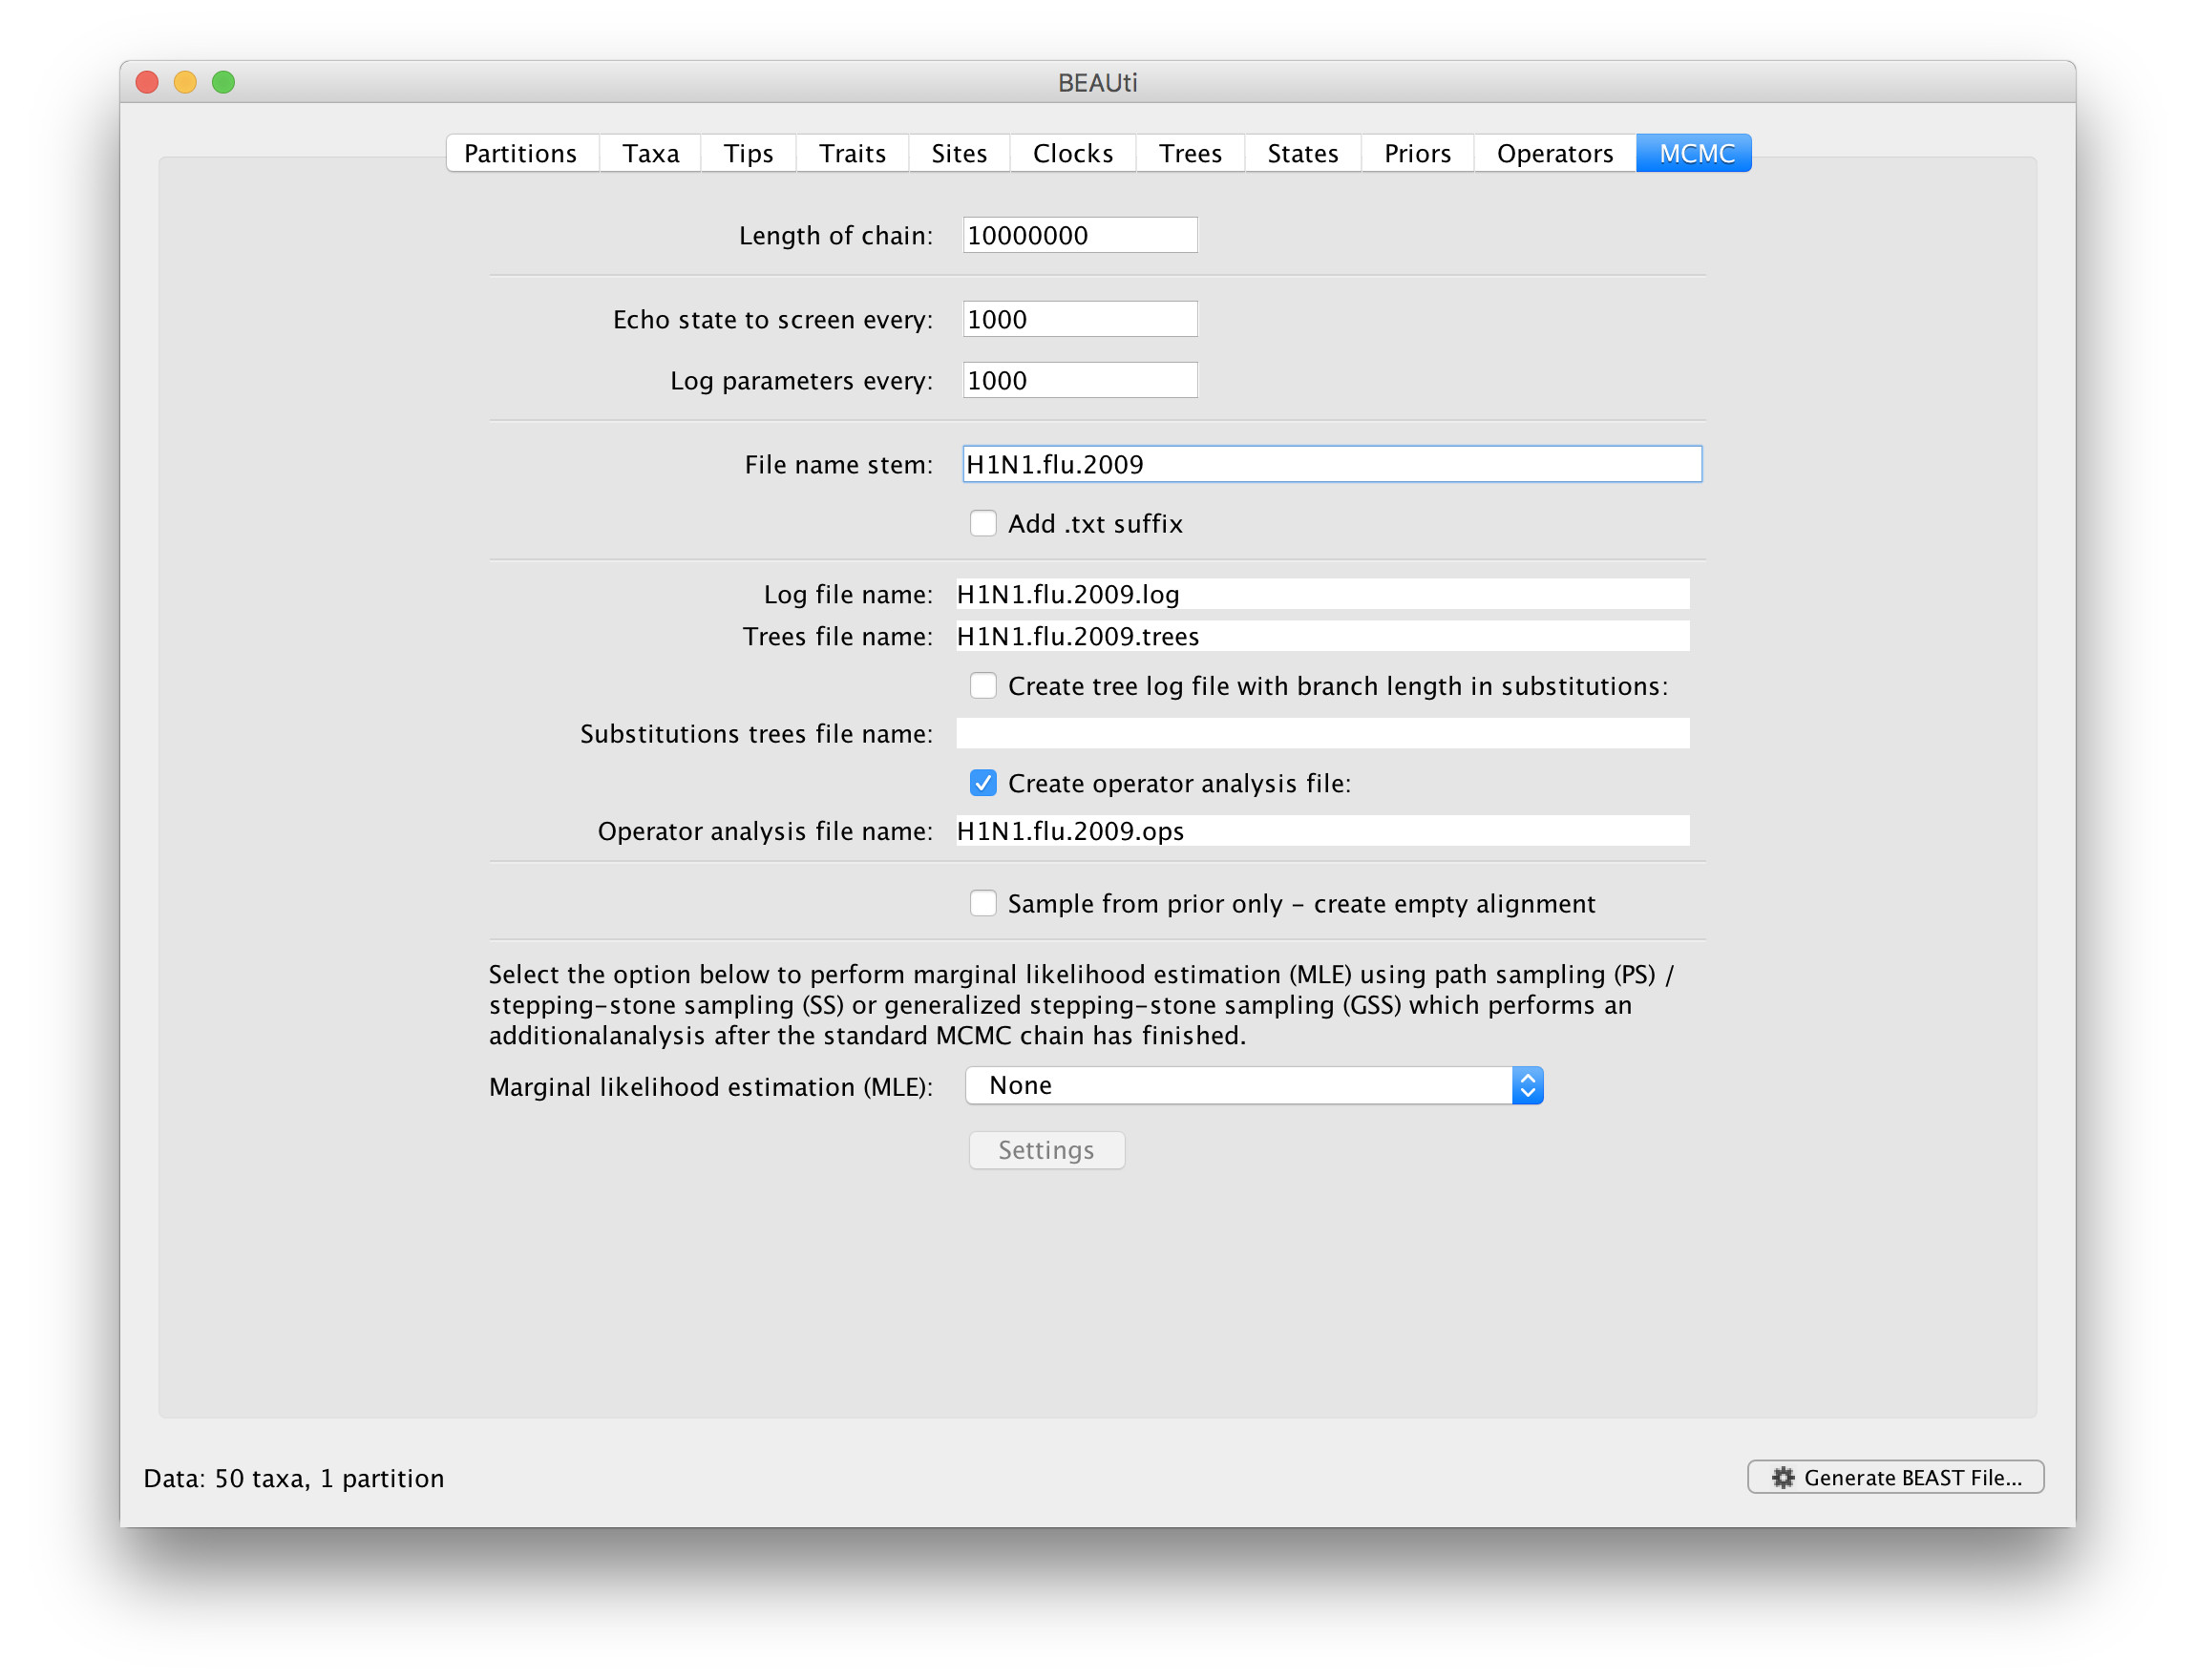 BEAUti
Partitions Taxa Tips Traits Sites Clocks Trees States Priors Operators MCMC
Length of chain: 10000000
Echo state to screen every: 1000
Log parameters every: 1000
File name stem: H1N1.flu.2009
Add .txt suffix
Log file name: H1N1.flu.2009.log
Trees file name: H1N1.flu.2009.trees
Create tree log file with branch length in substitutions:
Substitutions trees file name:
Create operator analysis file:
Operator analysis file name: H1N1.flu.2009.ops
Sample from prior only – create empty alignment
Select the option below to perform marginal likelihood estimation (MLE) using path sampling (PS) /
stepping-stone sampling (SS) or generalized stepping-stone sampling (GSS) which performs an
additionalanalysis after the standard MCMC chain has finished.
Marginal likelihood estimation (MLE): None
Settings
Data: 50 taxa, 1 partition
Generate BEAST File...